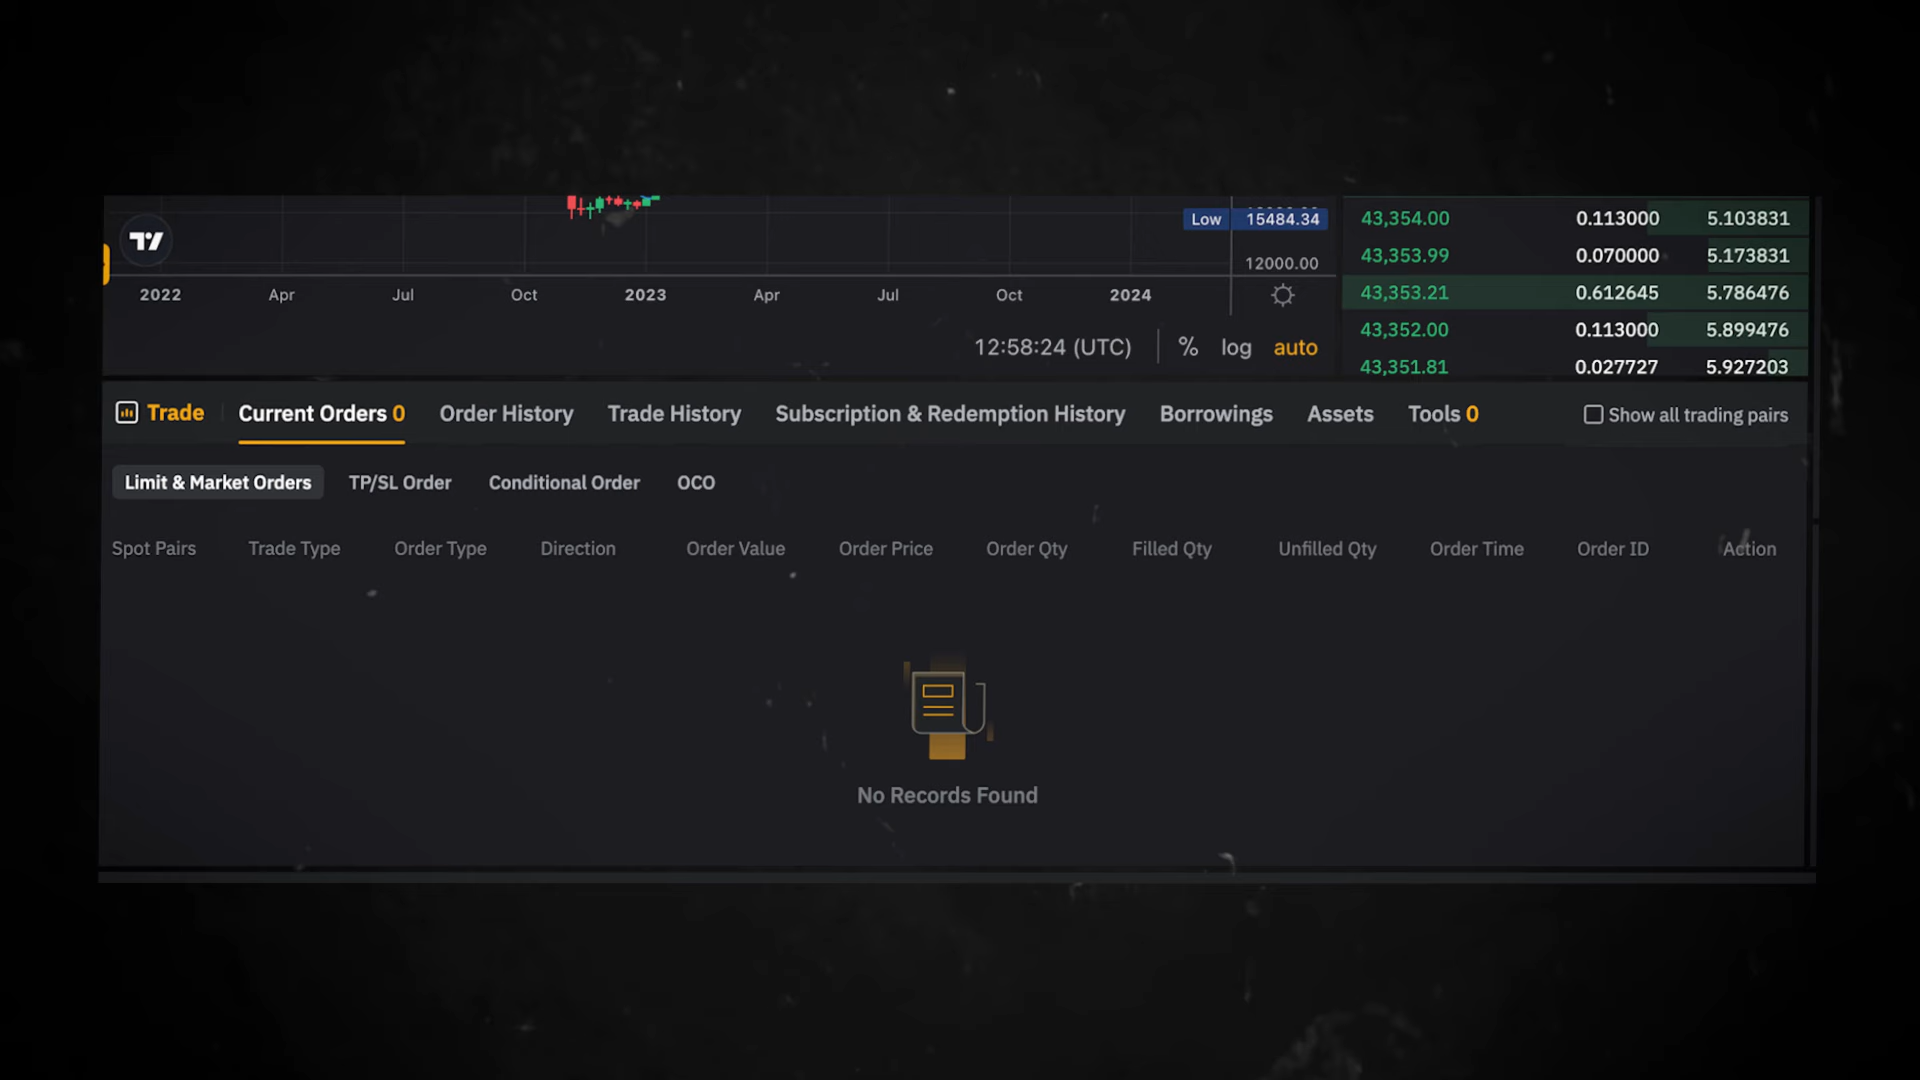 Low 15484.34
12000.00
2022 Apr Jul Oct 2023 Apr Jul Oct 2024
12:58:24 (UTC) % log auto
43,354.00 0.113000 5.103831
43,353.99 0.070000 5.173831
43,353.21 0.612645 5.786476
43,352.00 0.113000 5.899476
43,351.81 0.027727 5.927203
Trade Current Orders 0 Order History Trade History Subscription & Redemption History Borrowings Assets Tools 0 Show all trading pairs
Limit & Market Orders TP/SL Order Conditional Order OCO
Spot Pairs Trade Type Order Type Direction Order Value Order Price Order Qty Filled Qty Unfilled Qty Order Time Order ID Action
No Records Found